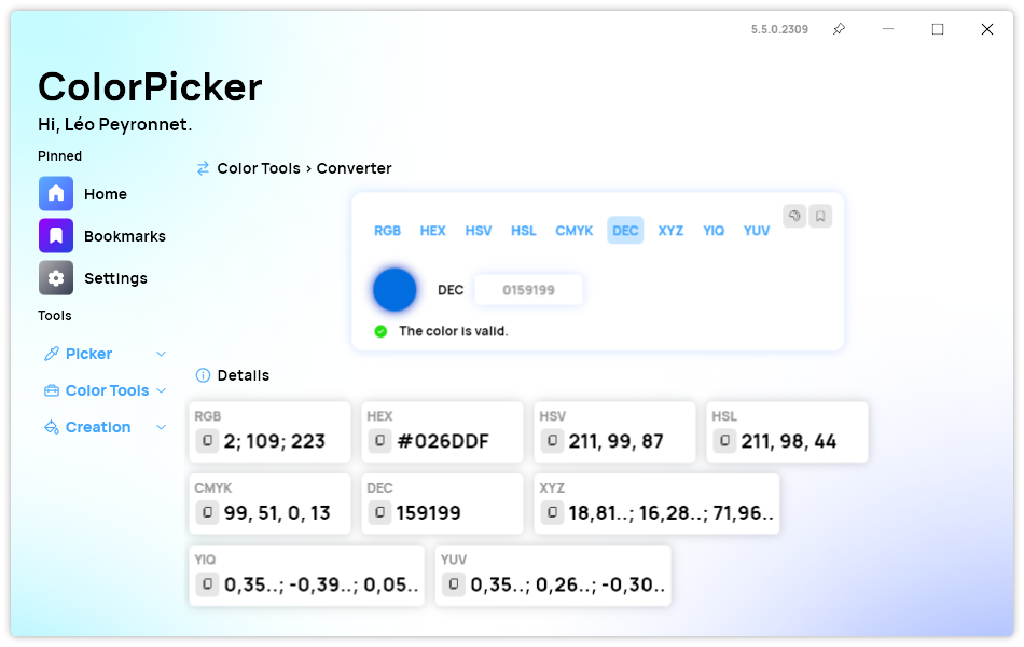 5.5.0.2309
ColorPicker
Hi, Léo Peyronnet.
Pinned
Home
Bookmarks
Settings
Tools
Picker
Color Tools
Creation
Color Tools > Converter
RGB HEX HSV HSL CMYK DEC XYZ YIQ YUV
DEC 0159199
The color is valid.
Details
RGB
2; 109; 223
HEX
#026DDF
HSV
211, 99, 87
HSL
211, 98, 44
CMYK
99, 51, 0, 13
DEC
159199
XYZ
18,81..; 16,28..; 71,96..
YIQ
0,35..; -0,39..; 0,05..
YUV
0,35..; 0,26..; -0,30..